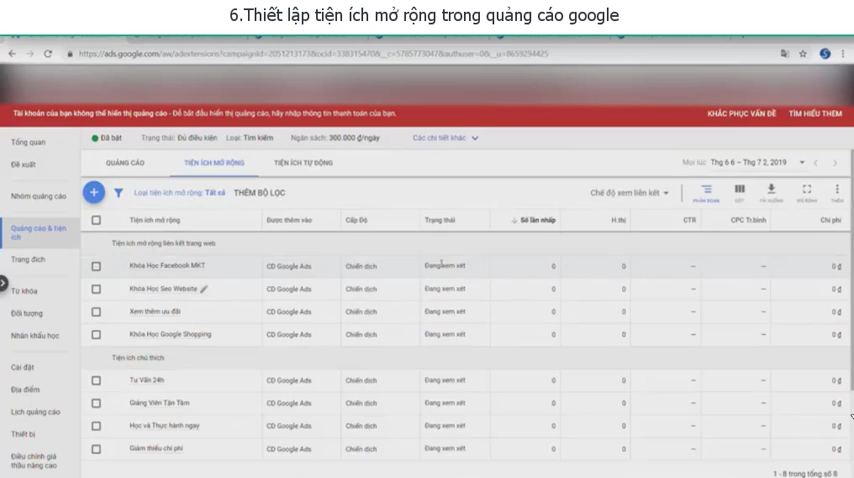 6.Thiết lập tiện ích mở rộng trong quảng cáo google
https://ads.google.com/aw/adextensions?campaignId=2051213173&ocId=338315470&__c=5785773047&authuser=0&__u=8659294425
Tài khoản của bạn không thể hiển thị quảng cáo - Để bắt đầu hiển thị quảng cáo, hãy nhập thông tin thanh toán của bạn. KHẮC PHỤC VẤN ĐỀ TÌM HIỂU THÊM
Tổng quan
Đề xuất
Nhóm quảng cáo
Quảng cáo & tiện ích
Trang đích
Từ khóa
Đối tượng
Nhân khẩu học
Cài đặt
Địa điểm
Lịch quảng cáo
Thiết bị
Điều chỉnh giá thầu nâng cao
Đã bật Trạng thái: Đủ điều kiện Loại: Tìm kiếm Ngân sách: 300.000 ₫/ngày Các chi tiết khác
QUẢNG CÁO TIỆN ÍCH MỞ RỘNG TIỆN ÍCH TỰ ĐỘNG Mọi lúc Thg 6 6 – Thg 7 2, 2019
Loại tiện ích mở rộng: Tất cả THÊM BỘ LỌC Chế độ xem liên kết
PHÂN ĐOẠN CỘT TẢI XUỐNG MỞ RỘNG THÊM
Tiện ích mở rộng Được thêm vào Cấp Độ Trạng thái Số lần nhấp H.thị CTR CPC Tr.bình Chi phí
Tiện ích mở rộng liên kết trang web
Khóa Học Facebook MKT CD Google Ads Chiến dịch Đang xem xét 0 0 – – 0 ₫
Khóa Học Seo Website CD Google Ads Chiến dịch Đang xem xét 0 0 – – 0 ₫
Xem thêm ưu đãi CD Google Ads Chiến dịch Đang xem xét 0 0 – – 0 ₫
Khóa Học Google Shopping CD Google Ads Chiến dịch Đang xem xét 0 0 – – 0 ₫
Tiện ích chú thích
Tư Vấn 24h CD Google Ads Chiến dịch Đang xem xét 0 0 – – 0 ₫
Giảng Viên Tận Tâm CD Google Ads Chiến dịch Đang xem xét 0 0 – – 0 ₫
Học và Thực hành ngay CD Google Ads Chiến dịch Đang xem xét 0 0 – – 0 ₫
Giảm thiểu chi phí CD Google Ads Chiến dịch Đang xem xét 0 0 – – 0 ₫
1 - 8 trong tổng số 8